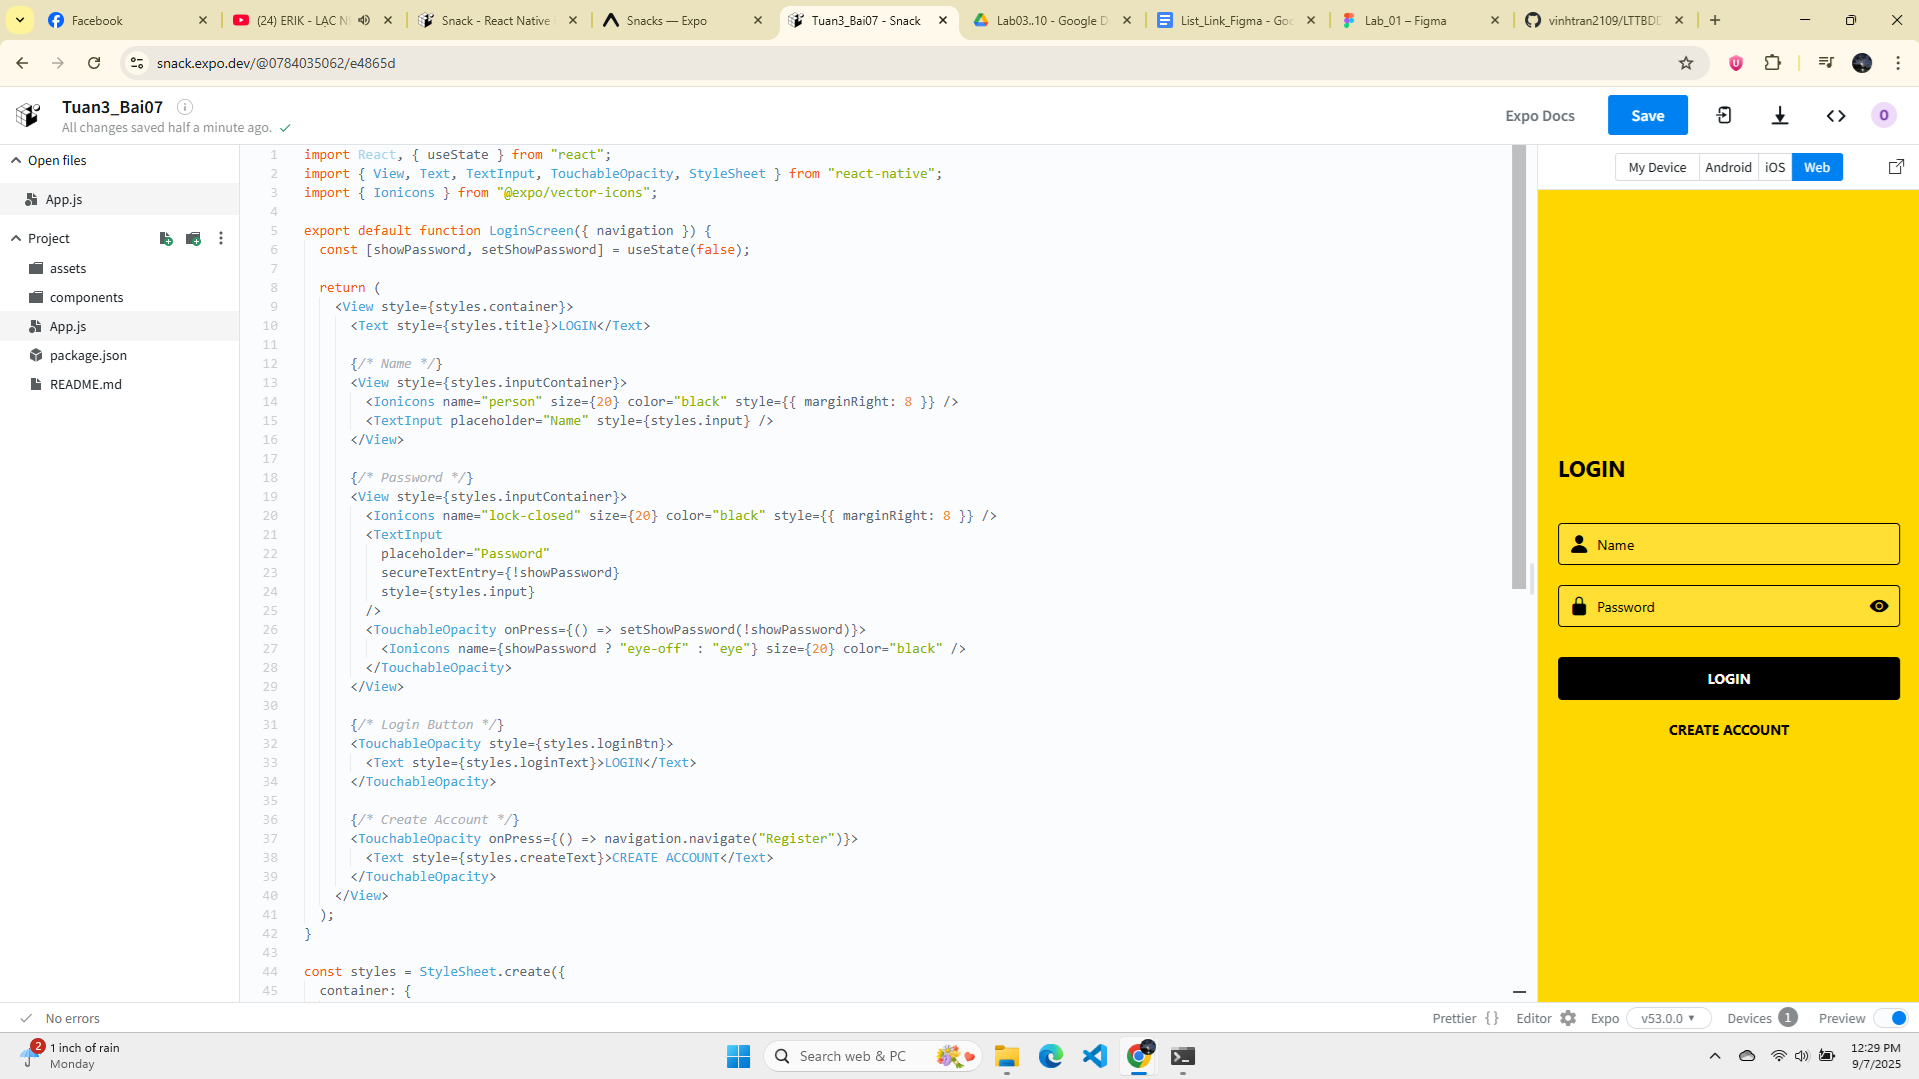 Facebook
(24) ERIK - LẠC N
Snack - React Native
Snacks — Expo
Tuan3_Bai07 - Snack
Lab03..10 - Google D
List_Link_Figma - Goo
Lab_01 – Figma
vinhtran2109/LTTBDD
snack.expo.dev/@0784035062/e4865d
Tuan3_Bai07
All changes saved half a minute ago.
Expo Docs
Save
O
Open files
App.js
Project
assets
components
App.js
package.json
README.md
1 import React, { useState } from "react";
2 import { View, Text, TextInput, TouchableOpacity, StyleSheet } from "react-native";
3 import { Ionicons } from "@expo/vector-icons";
4
5 export default function LoginScreen({ navigation }) {
6 const [showPassword, setShowPassword] = useState(false);
7
8 return (
9 <View style={styles.container}>
10 <Text style={styles.title}>LOGIN</Text>
11
12 {/* Name */}
13 <View style={styles.inputContainer}>
14 <Ionicons name="person" size={20} color="black" style={{ marginRight: 8 }} />
15 <TextInput placeholder="Name" style={styles.input} />
16 </View>
17
18 {/* Password */}
19 <View style={styles.inputContainer}>
20 <Ionicons name="lock-closed" size={20} color="black" style={{ marginRight: 8 }} />
21 <TextInput
22 placeholder="Password"
23 secureTextEntry={!showPassword}
24 style={styles.input}
25 />
26 <TouchableOpacity onPress={() => setShowPassword(!showPassword)}>
27 <Ionicons name={showPassword ? "eye-off" : "eye"} size={20} color="black" />
28 </TouchableOpacity>
29 </View>
30
31 {/* Login Button */}
32 <TouchableOpacity style={styles.loginBtn}>
33 <Text style={styles.loginText}>LOGIN</Text>
34 </TouchableOpacity>
35
36 {/* Create Account */}
37 <TouchableOpacity onPress={() => navigation.navigate("Register")}>
38 <Text style={styles.createText}>CREATE ACCOUNT</Text>
39 </TouchableOpacity>
40 </View>
41 );
42 }
43
44 const styles = StyleSheet.create({
45 container: {
My Device
Android
iOS
Web
LOGIN
Name
Password
LOGIN
CREATE ACCOUNT
No errors
Prettier { }
Editor
Expo
v53.0.0
Devices 1
Preview
2
1 inch of rain
Monday
Search web & PC
12:29 PM
9/7/2025